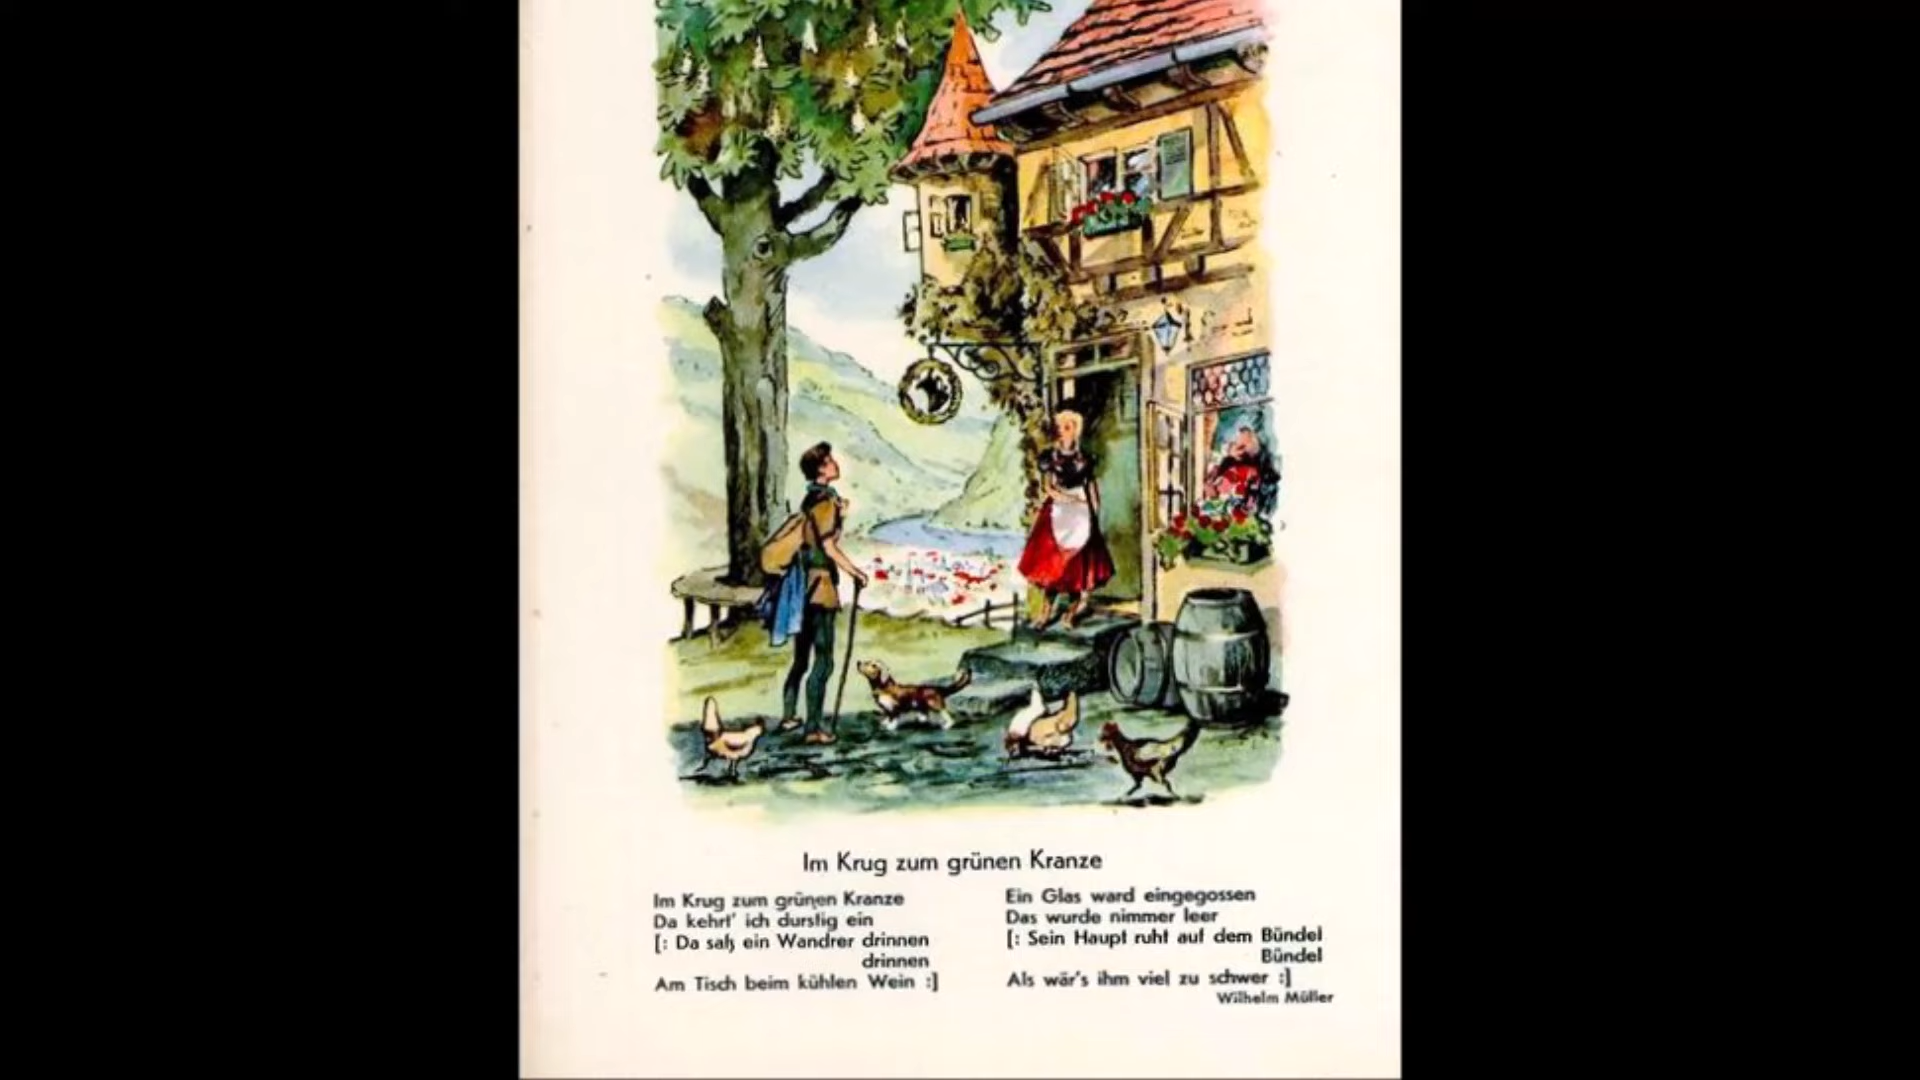 Im Krug zum grünen Kranze
Im Krug zum grünen Kranze
Da kehrt' ich durstig ein
[: Da saß ein Wandrer drinnen
drinnen
Am Tisch beim kühlen Wein :]
Ein Glas ward eingegossen
Das wurde nimmer leer
[: Sein Haupt ruht auf dem Bündel
Bündel
Als wär's ihm viel zu schwer :]
Wilhelm Müller